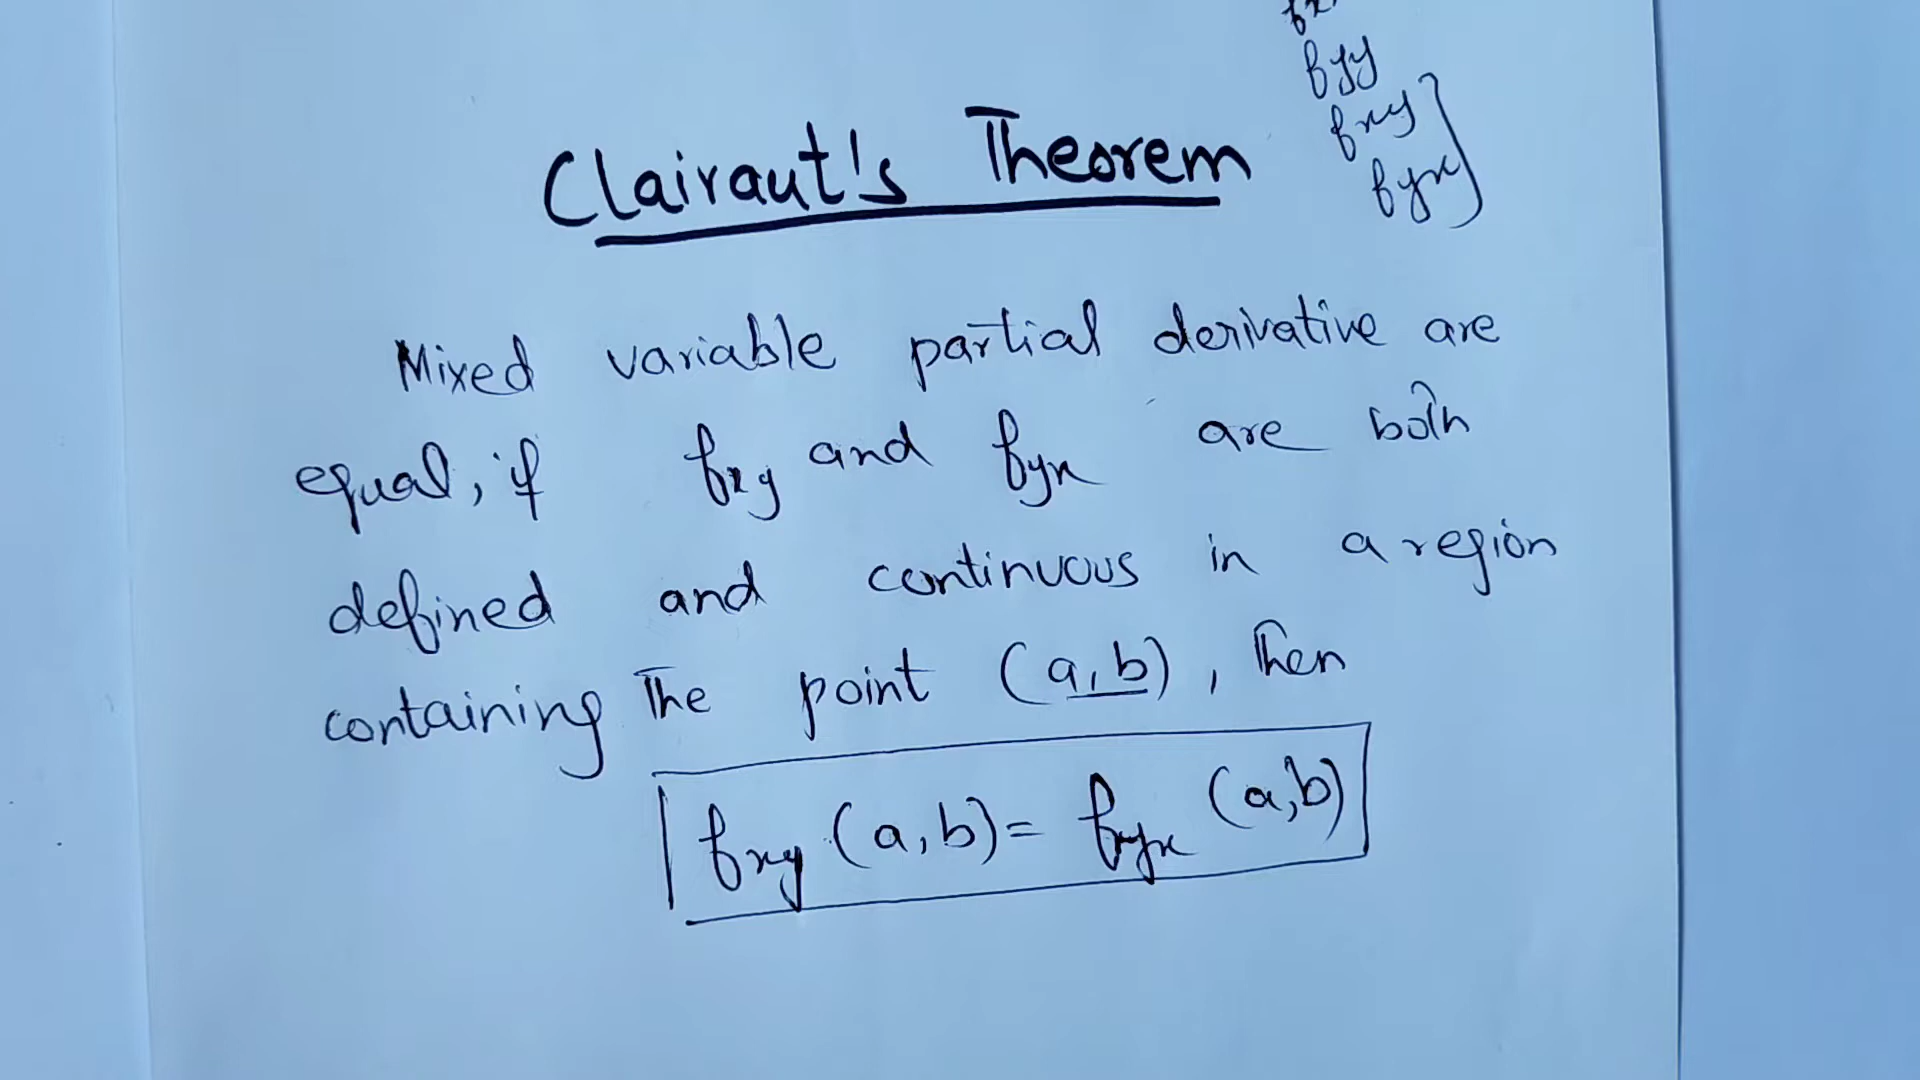 fyy
fxy
fyx
Clairaut's Theorem
Mixed variable partial derivative are
equal, if fxy and fyx are both
defined and continuous in a region
containing the point (a,b), then
fxy (a,b) = fyx (a,b)